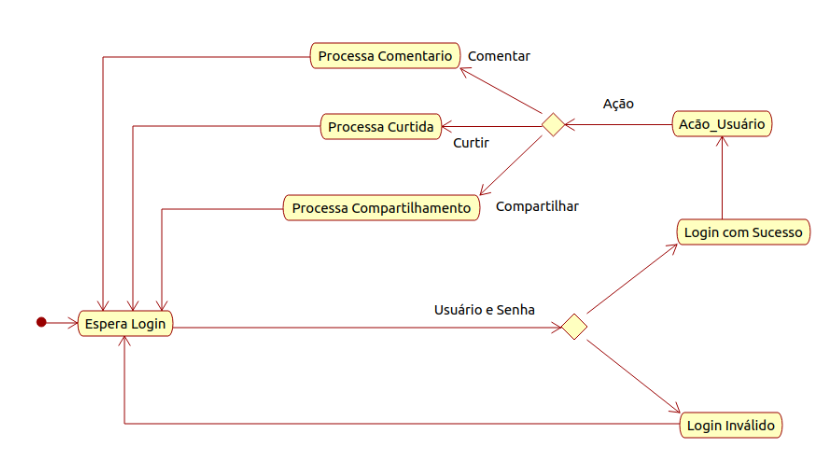 Processa Comentario
Comentar
Ação
Processa Curtida
Acão_Usuário
Curtir
Processa Compartilhamento
Compartilhar
Login com Sucesso
Usuário e Senha
Espera Login
Login Inválido